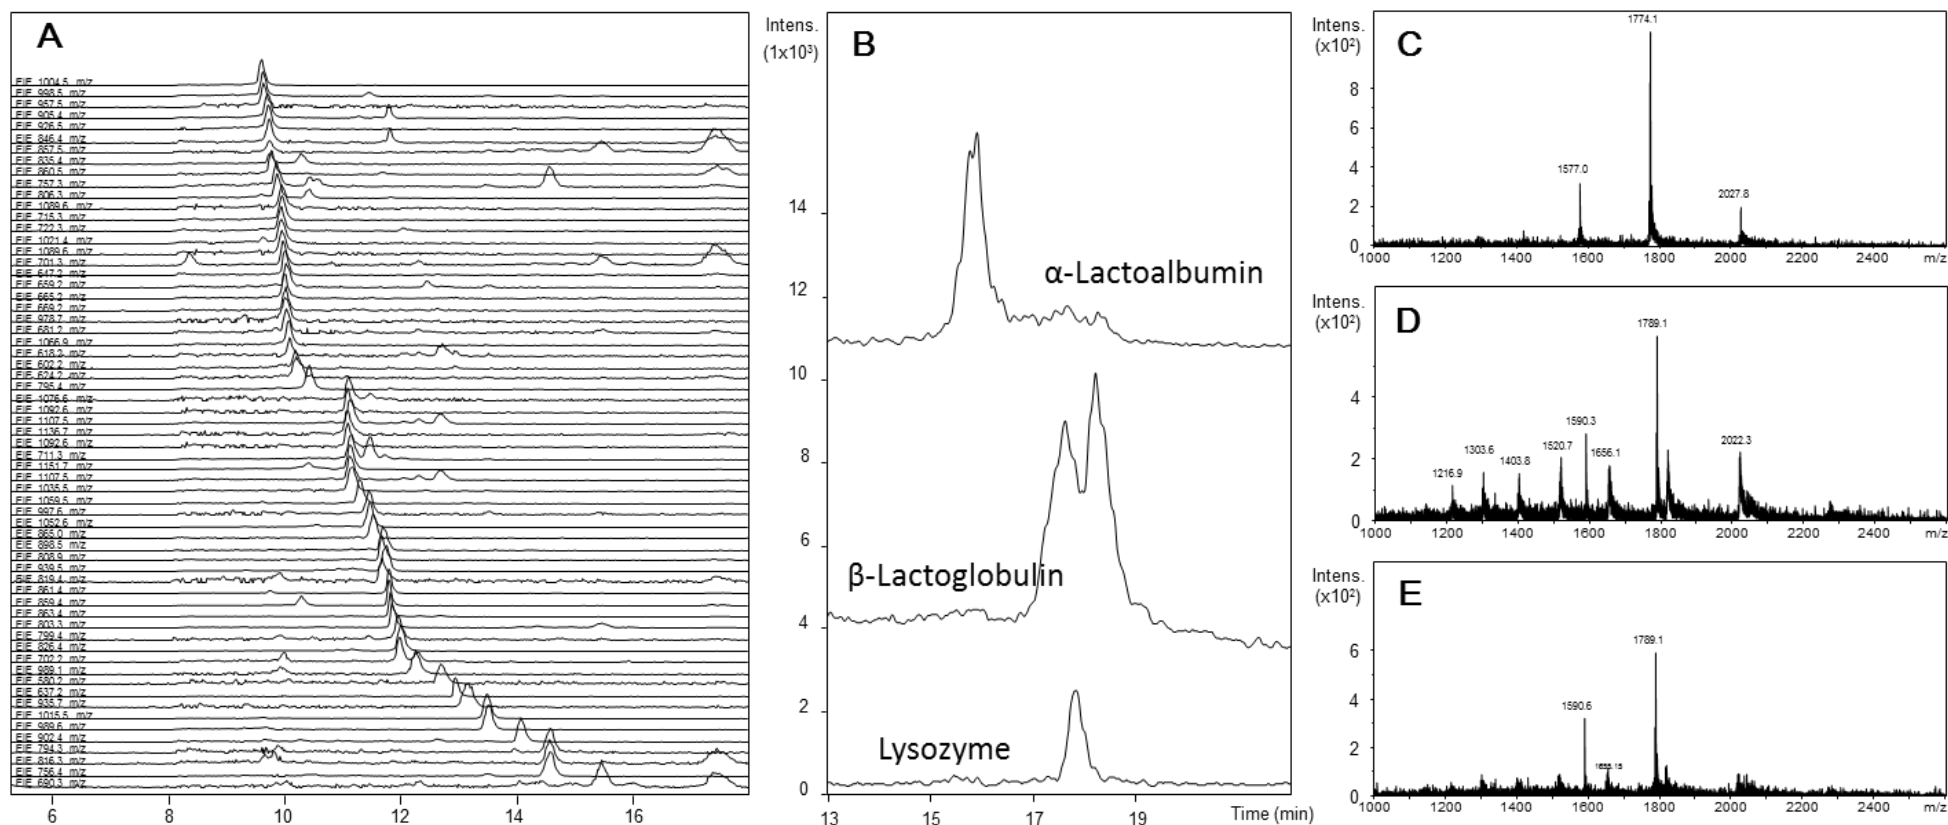 A
EIE 1004.5 m/z
EIE 998.5 m/z
EIE 957.5 m/z
EIE 905.4 m/z
EIE 926.5 m/z
EIE 846.4 m/z
EIE 857.5 m/z
EIE 835.4 m/z
EIE 860.5 m/z
EIE 757.3 m/z
EIE 806.3 m/z
EIE 1089.6 m/z
EIE 715.3 m/z
EIE 722.3 m/z
EIE 1021.4 m/z
EIE 1089.6 m/z
EIE 701.3 m/z
EIE 647.2 m/z
EIE 659.2 m/z
EIE 665.2 m/z
EIE 669.2 m/z
EIE 978.7 m/z
EIE 681.2 m/z
EIE 1066.9 m/z
EIE 618.2 m/z
EIE 602.2 m/z
EIE 624.2 m/z
EIE 795.4 m/z
EIE 1076.6 m/z
EIE 1092.6 m/z
EIE 1107.5 m/z
EIE 1136.7 m/z
EIE 1092.6 m/z
EIE 711.3 m/z
EIE 1151.7 m/z
EIE 1107.5 m/z
EIE 1035.5 m/z
EIE 1059.5 m/z
EIE 997.6 m/z
EIE 1052.6 m/z
EIE 865.0 m/z
EIE 898.5 m/z
EIE 808.9 m/z
EIE 939.5 m/z
EIE 819.4 m/z
EIE 861.4 m/z
EIE 859.4 m/z
EIE 863.4 m/z
EIE 803.3 m/z
EIE 799.4 m/z
EIE 826.4 m/z
EIE 702.2 m/z
EIE 989.1 m/z
EIE 580.2 m/z
EIE 637.2 m/z
EIE 935.7 m/z
EIE 1015.5 m/z
EIE 989.6 m/z
EIE 902.4 m/z
EIE 794.3 m/z
EIE 816.3 m/z
EIE 756.4 m/z
EIE 690.3 m/z
6 8 10 12 14 16
Intens.
(1x10³)
B
14
12
10
8
6
4
2
0
α-Lactoalbumin
β-Lactoglobulin
Lysozyme
13 15 17 19 Time (min)
Intens.
(x10²)
C
1774.1
1577.0
2027.8
8
6
4
2
0
1000 1200 1400 1600 1800 2000 2200 2400 m/z
Intens.
(x10²)
D
1789.1
1590.3
1520.7
1656.1
2022.3
1303.6
1403.8
1216.9
4
2
0
1000 1200 1400 1600 1800 2000 2200 2400 m/z
Intens.
(x10²)
E
1789.1
1590.6
6
4
2
0
1000 1200 1400 1600 1800 2000 2200 2400 m/z